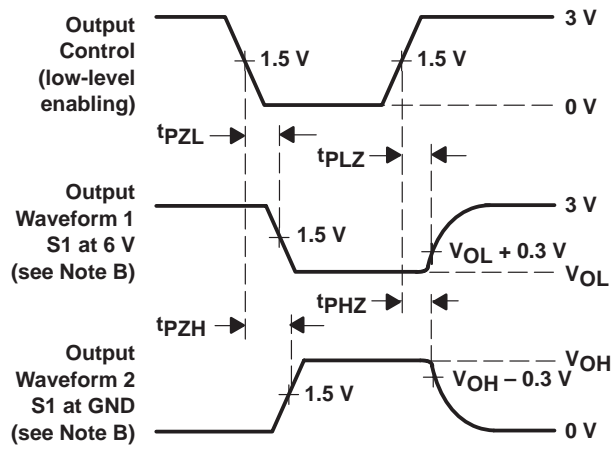 Output
Control
(low-level
enabling)
3 V
1.5 V
1.5 V
0 V
tPZL
tPLZ
Output
Waveform 1
S1 at 6 V
(see Note B)
3 V
1.5 V
VOL + 0.3 V
VOL
tPZH
tPHZ
Output
Waveform 2
S1 at GND
(see Note B)
VOH
VOH – 0.3 V
1.5 V
0 V